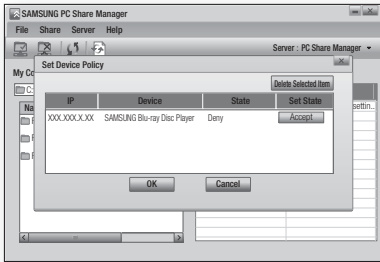 SAMSUNG PC Share Manager
File Share Server Help
Server : PC Share Manager
Set Device Policy
My Co
Delete Selected Item
C:
IP Device State Set State
Na
settin..
XXX.XXX.X.XX SAMSUNG Blu-ray Disc Player Deny Accept
F
F
F
OK Cancel